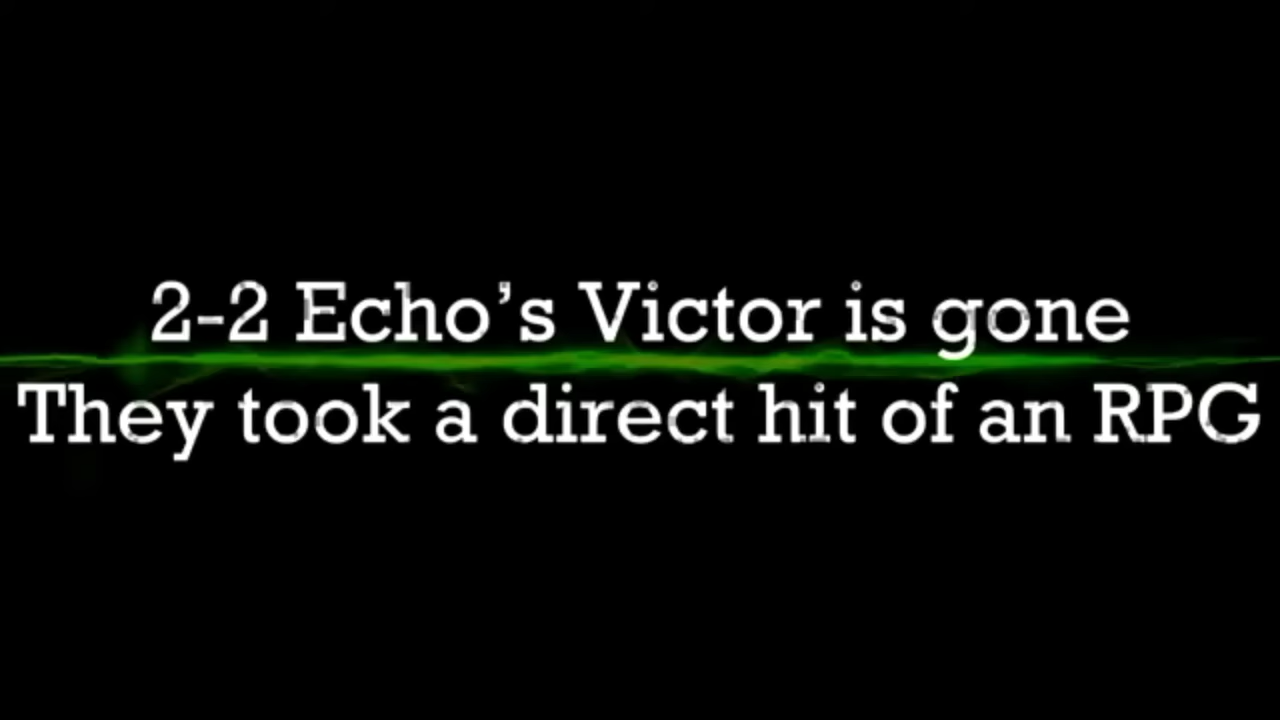 2-2 Echo’s Victor is gone
They took a direct hit of an RPG